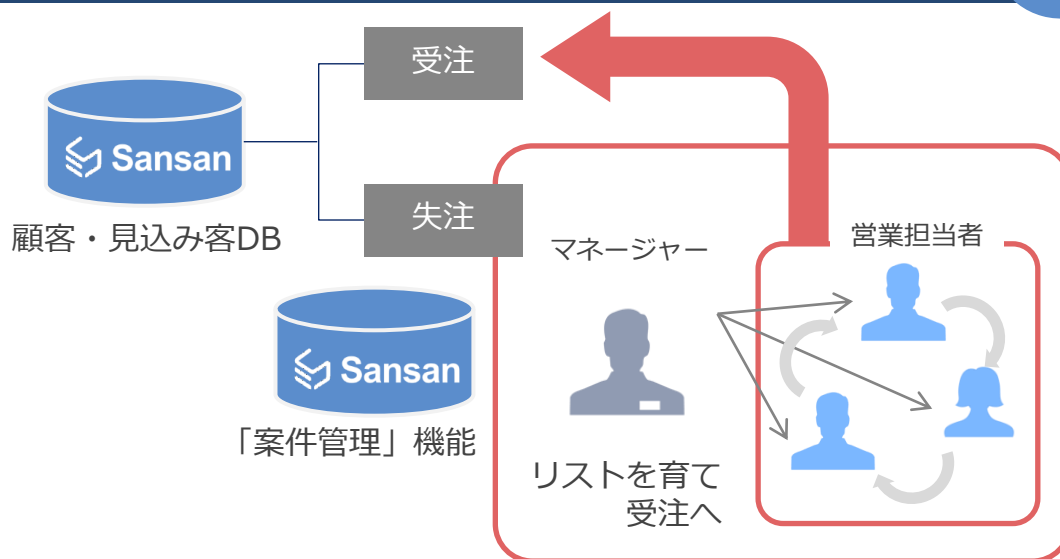 受注
Sansan
失注
顧客・見込み客DB
マネージャー
営業担当者
Sansan
「案件管理」機能
リストを育て
受注へ